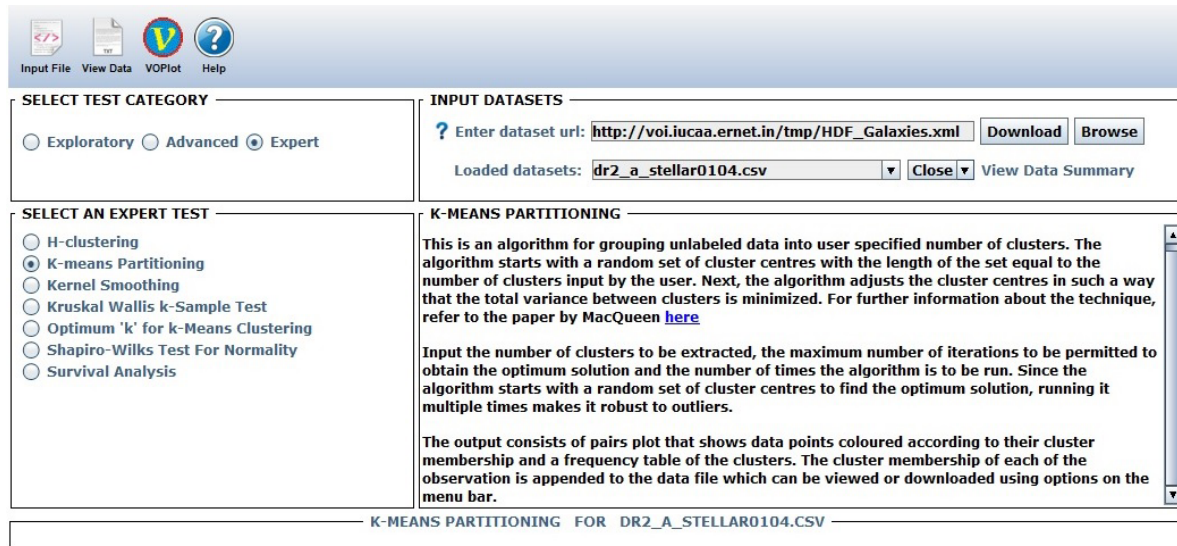 </>
TXT
V
?
Input File View Data VOPlot Help
SELECT TEST CATEGORY
Exploratory Advanced Expert
INPUT DATASETS
? Enter dataset url: http://voi.iucaa.ernet.in/tmp/HDF_Galaxies.xml Download Browse
Loaded datasets: dr2_a_stellar0104.csv Close View Data Summary
SELECT AN EXPERT TEST
H-clustering
K-means Partitioning
Kernel Smoothing
Kruskal Wallis k-Sample Test
Optimum 'k' for k-Means Clustering
Shapiro-Wilks Test For Normality
Survival Analysis
K-MEANS PARTITIONING
This is an algorithm for grouping unlabeled data into user specified number of clusters. The
algorithm starts with a random set of cluster centres with the length of the set equal to the
number of clusters input by the user. Next, the algorithm adjusts the cluster centres in such a way
that the total variance between clusters is minimized. For further information about the technique,
refer to the paper by MacQueen here
Input the number of clusters to be extracted, the maximum number of iterations to be permitted to
obtain the optimum solution and the number of times the algorithm is to be run. Since the
algorithm starts with a random set of cluster centres to find the optimum solution, running it
multiple times makes it robust to outliers.
The output consists of pairs plot that shows data points coloured according to their cluster
membership and a frequency table of the clusters. The cluster membership of each of the
observation is appended to the data file which can be viewed or downloaded using options on the
menu bar.
K-MEANS PARTITIONING FOR DR2_A_STELLAR0104.CSV